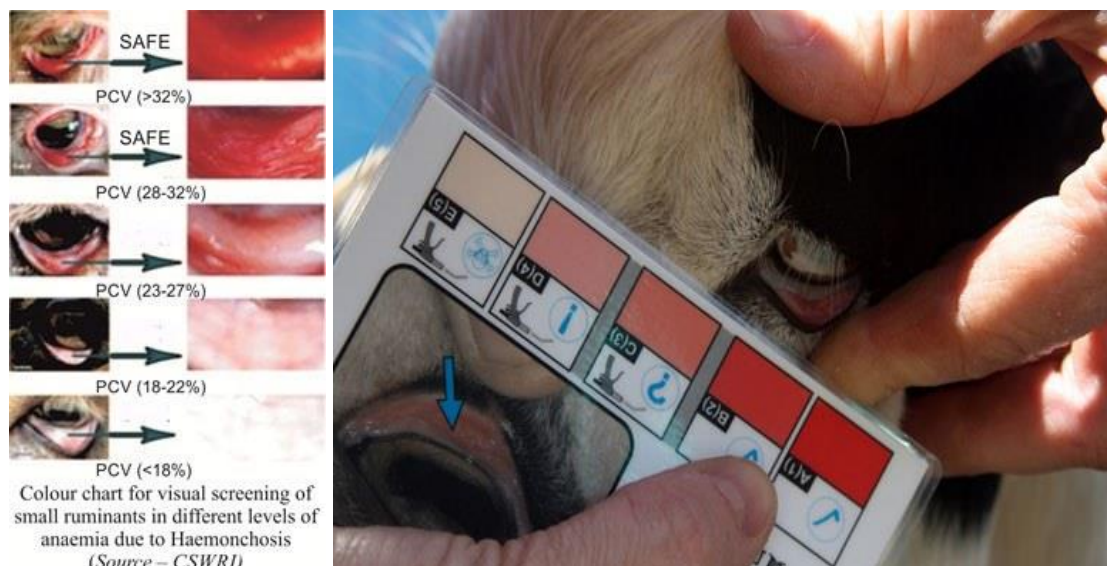 SAFE
PCV (>32%)
SAFE
PCV (28-32%)
PCV (23-27%)
PCV (18-22%)
PCV (<18%)
Colour chart for visual screening of
small ruminants in different levels of
anaemia due to Haemonchosis
(Source – CSWRI)
E(5)
D(4)
C(3)
B(2)
A(1)